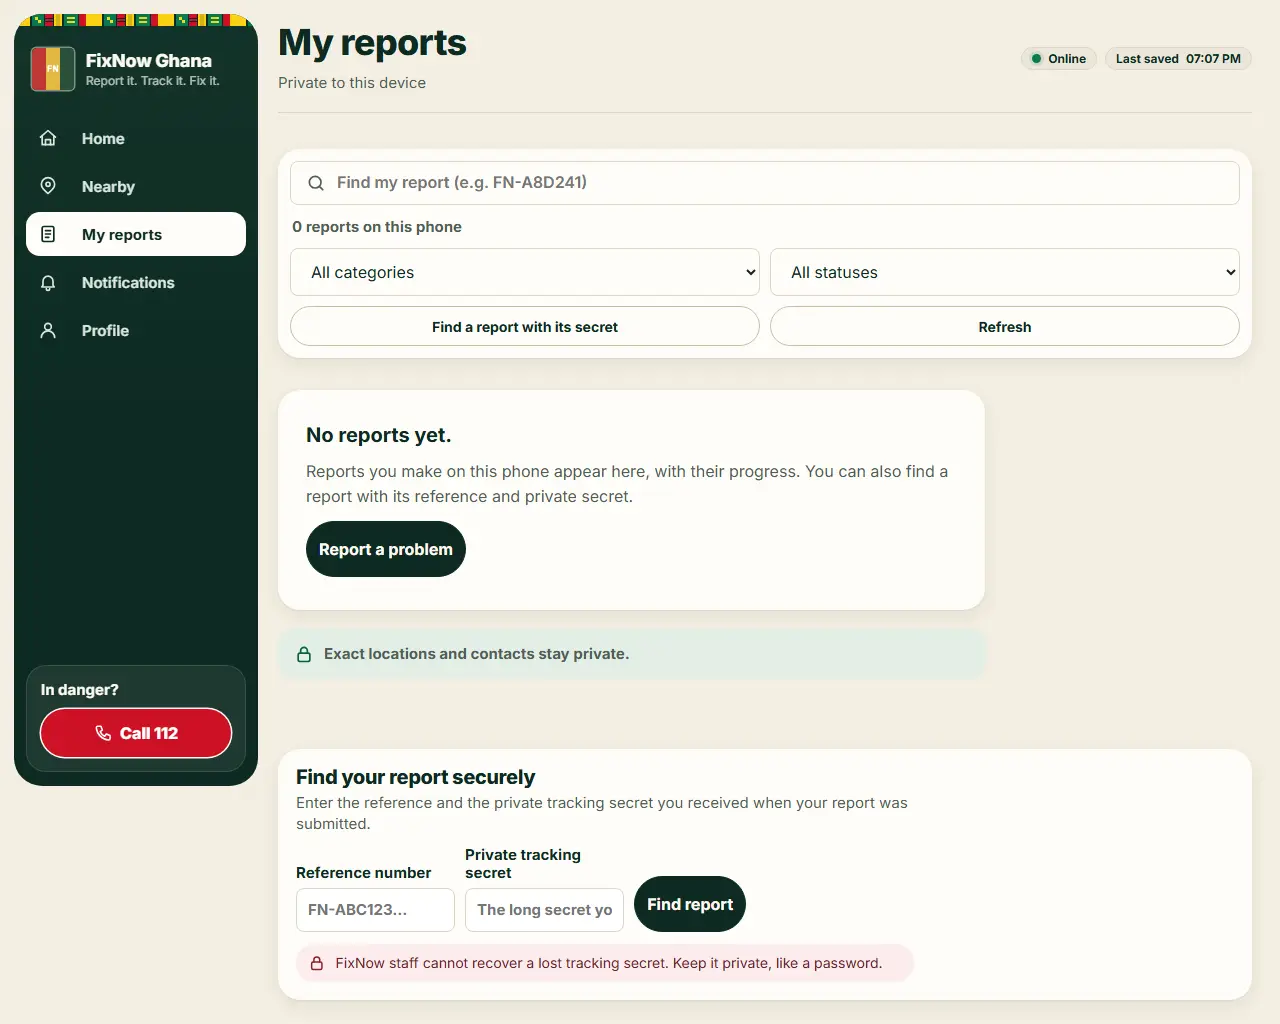 FN
FixNow Ghana
Report it. Track it. Fix it.
Home
Nearby
My reports
Notifications
Profile
In danger?
Call 112
My reports
Private to this device
Online
Last saved 07:07 PM
Find my report (e.g. FN-A8D241)
0 reports on this phone
All categories
All statuses
Find a report with its secret
Refresh
No reports yet.
Reports you make on this phone appear here, with their progress. You can also find a
report with its reference and private secret.
Report a problem
Exact locations and contacts stay private.
Find your report securely
Enter the reference and the private tracking secret you received when your report was
submitted.
Reference number
FN-ABC123...
Private tracking
secret
The long secret yo
Find report
FixNow staff cannot recover a lost tracking secret. Keep it private, like a password.